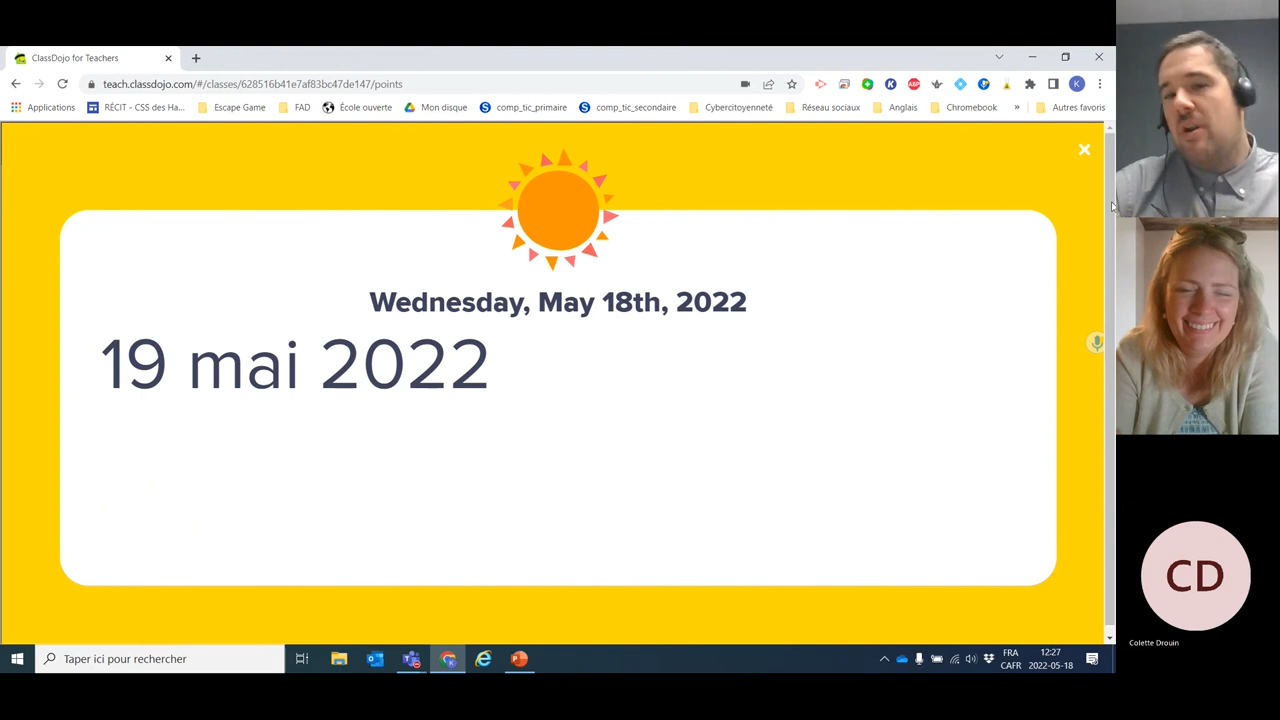 ClassDojo for Teachers
teach.classdojo.com/#/classes/628516b41e7af83bc47de147/points
Applications
RÉCIT - CSS des Ha...
Escape Game
FAD
École ouverte
Mon disque
comp_tic_primaire
comp_tic_secondaire
Cybercitoyenneté
Réseau sociaux
Anglais
Chromebook
»
Autres favoris
K
ABP
K
Wednesday, May 18th, 2022
19 mai 2022
CD
Colette Drouin
Taper ici pour rechercher
FRA
CAFR
12:27
2022-05-18